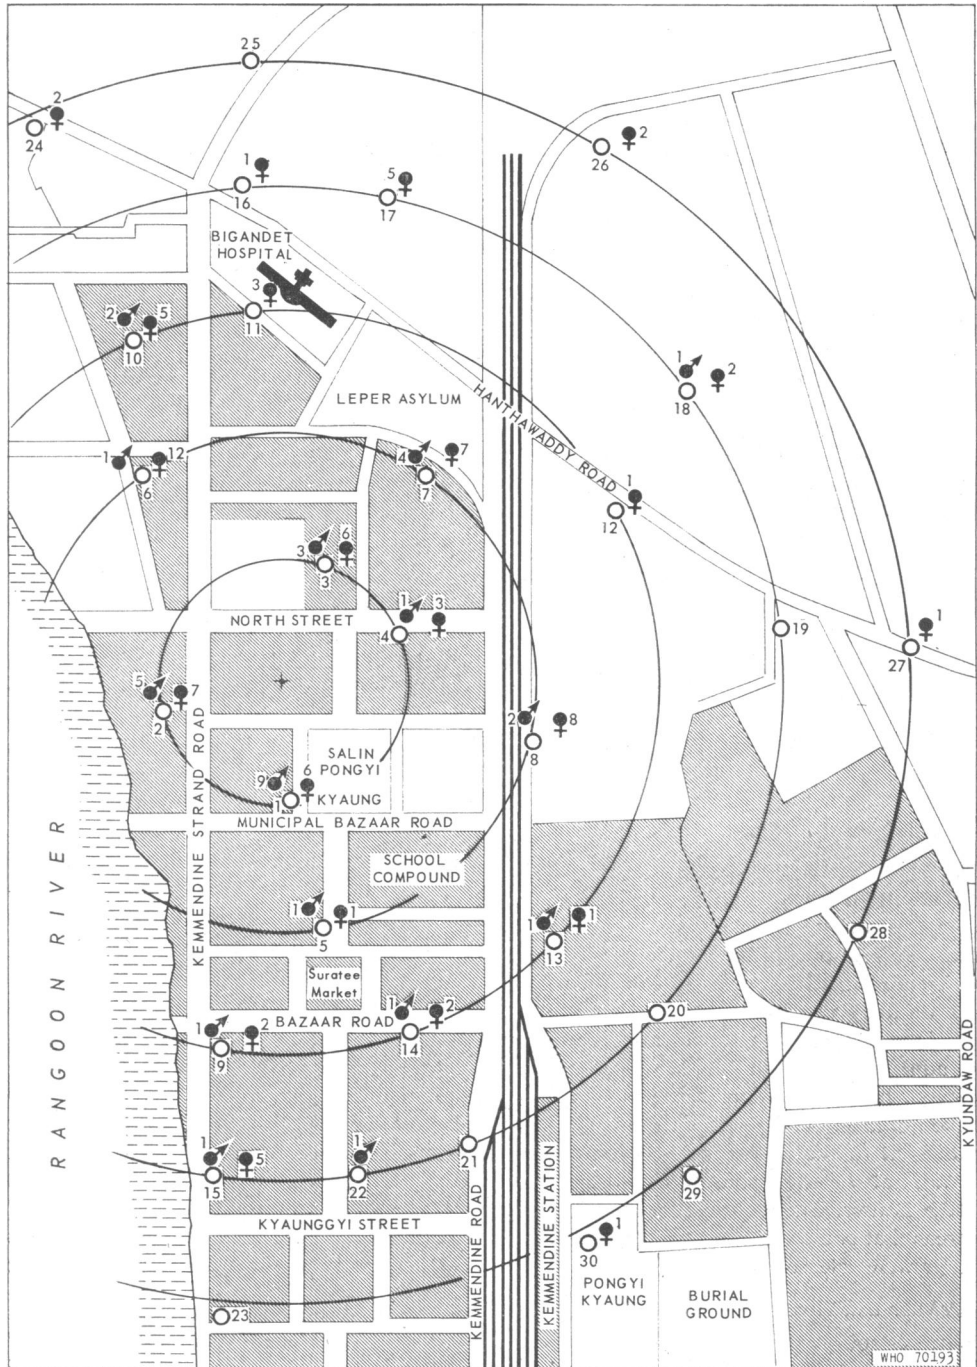 25
2
24
2
26
1
16
5
17
BIGANDET
HOSPITAL
3
11
2
5
10
1
2
18
LEPER ASYLUM
HANTHAWADDY ROAD
1
12
6
4
7
7
1
12
3
6
3
1
3
4
NORTH STREET
19
1
27
5
7
2
2
8
8
KEMMENDINE STRAND ROAD
SALIN
PONGYI
KYAUNG
9
6
1
MUNICIPAL BAZAAR ROAD
SCHOOL
COMPOUND
RANGOON RIVER
1
1
5
1
1
13
28
Suratee
Market
BAZAAR ROAD
1
2
9
1
2
14
20
KYUNDAW ROAD
1
5
15
1
22
21
29
KYAUNGGYI STREET
KEMMENDINE ROAD
KEMMENDINE STATION
1
30
PONGYI
KYAUNG
BURIAL
GROUND
23
WHO 70193